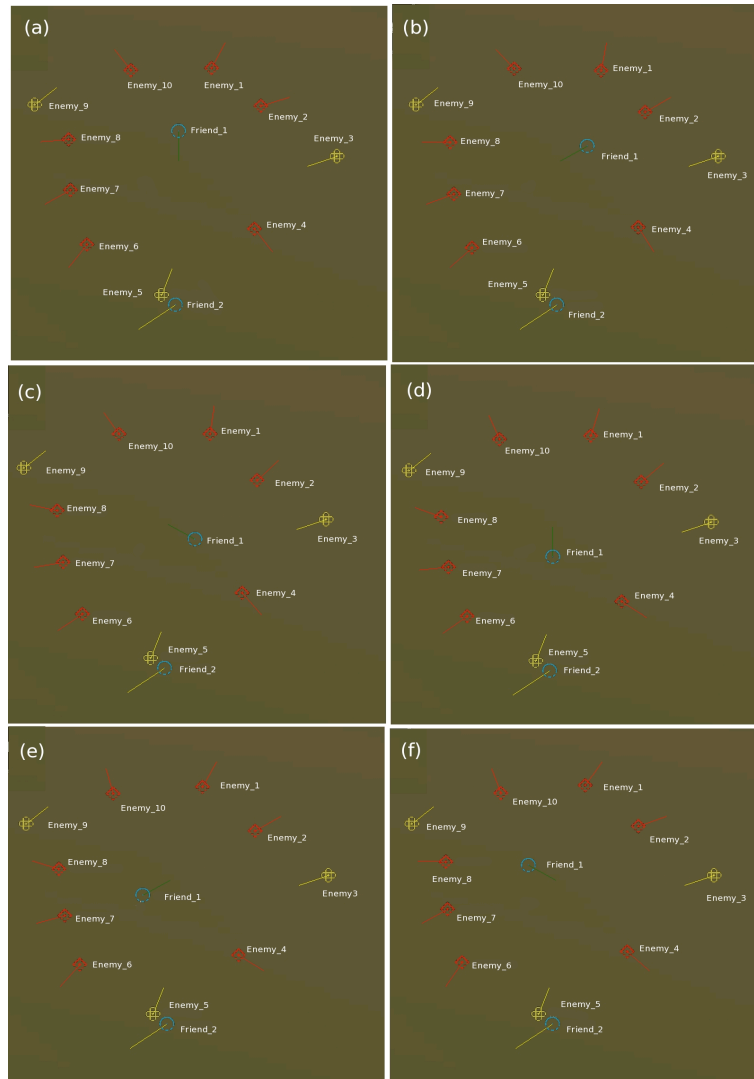 (a)
Enemy_10
Enemy_1
Enemy_9
Enemy_2
Friend_1
Enemy_8
Enemy_3
Enemy_7
Enemy_4
Enemy_6
Enemy_5
Friend_2
(b)
Enemy_1
Enemy_10
Enemy_9
Enemy_2
Enemy_8
Friend_1
Enemy_3
Enemy_7
Enemy_4
Enemy_6
Enemy_5
Friend_2
(c)
Enemy_1
Enemy_10
Enemy_9
Enemy_2
Enemy_8
Friend_1
Enemy_3
Enemy_7
Enemy_4
Enemy_6
Enemy_5
Friend_2
(d)
Enemy_1
Enemy_10
Enemy_9
Enemy_2
Enemy_8
Enemy_3
Friend_1
Enemy_7
Enemy_4
Enemy_6
Enemy_5
Friend_2
(e)
Enemy_1
Enemy_10
Enemy_9
Enemy_2
Enemy_8
Enemy3
Friend_1
Enemy_7
Enemy_4
Enemy_6
Enemy_5
Friend_2
(f)
Enemy_1
Enemy_10
Enemy_9
Enemy_2
Friend_1
Enemy_8
Enemy_3
Enemy_7
Enemy_4
Enemy_6
Enemy_5
Friend_2